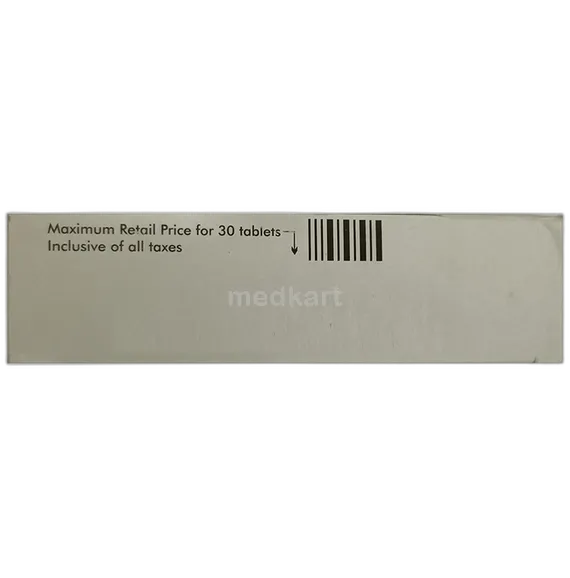 Maximum Retail Price for 30 tablets
Inclusive of all taxes
medkart